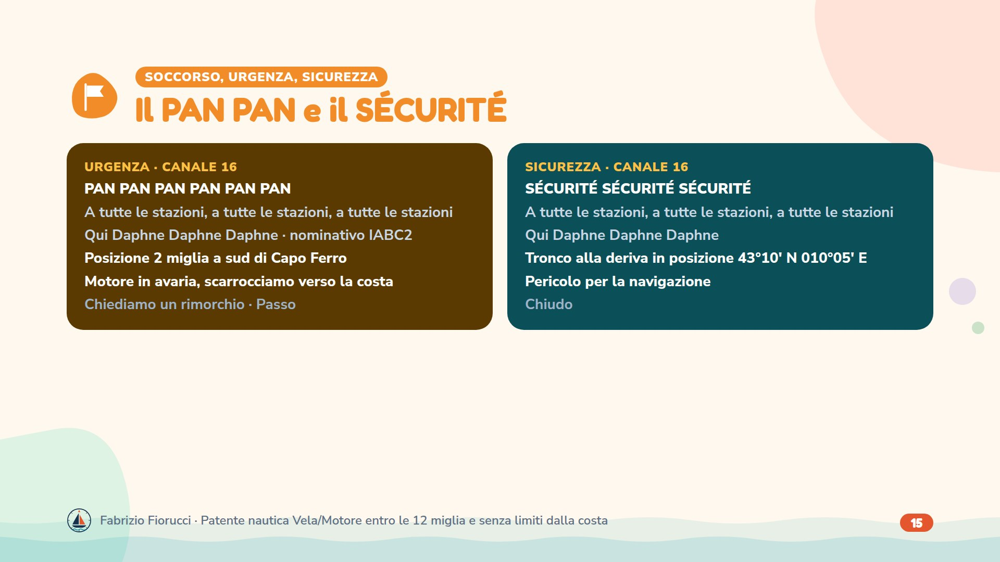 SOCCORSO, URGENZA, SICUREZZA
Il PAN PAN e il SÉCURITÉ
URGENZA · CANALE 16
PAN PAN PAN PAN PAN PAN
A tutte le stazioni, a tutte le stazioni, a tutte le stazioni
Qui Daphne Daphne Daphne · nominativo IABC2
Posizione 2 miglia a sud di Capo Ferro
Motore in avaria, scarrocciamo verso la costa
Chiediamo un rimorchio · Passo
SICUREZZA · CANALE 16
SÉCURITÉ SÉCURITÉ SÉCURITÉ
A tutte le stazioni, a tutte le stazioni, a tutte le stazioni
Qui Daphne Daphne Daphne
Tronco alla deriva in posizione 43°10' N 010°05' E
Pericolo per la navigazione
Chiudo
Fabrizio Fiorucci · Patente nautica Vela/Motore entro le 12 miglia e senza limiti dalla costa
15